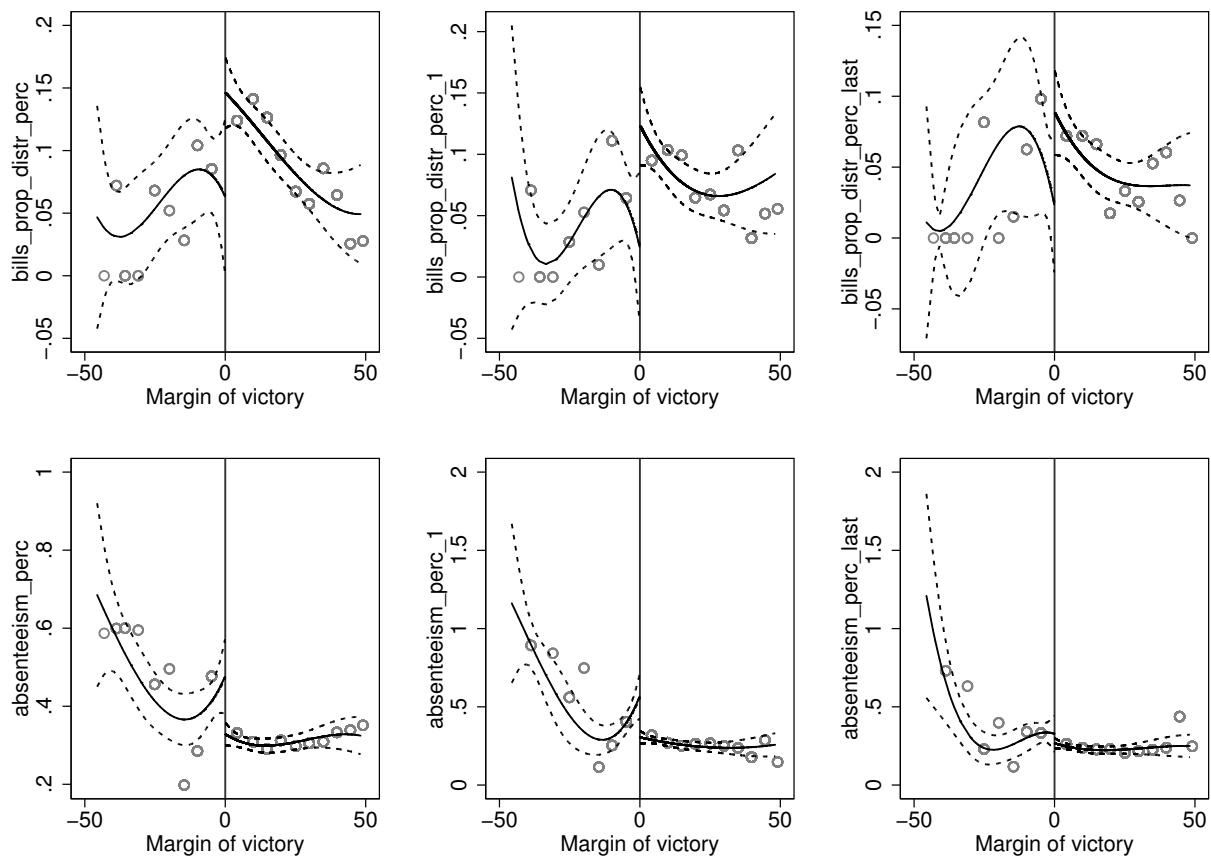 bills_prop_distr_perc
.2
.15
.1
.05
0
−.05
−50 0 50
Margin of victory
bills_prop_distr_perc_1
.2
.15
.1
.05
0
−.05
−50 0 50
Margin of victory
bills_prop_distr_perc_last
.15
.1
.05
0
−.05
−50 0 50
Margin of victory
absenteeeism_perc
1
.8
.6
.4
.2
−50 0 50
Margin of victory
absenteeism_perc_1
2
1.5
1
.5
0
−50 0 50
Margin of victory
absenteeism_perc_last
2
1.5
1
.5
0
−50 0 50
Margin of victory